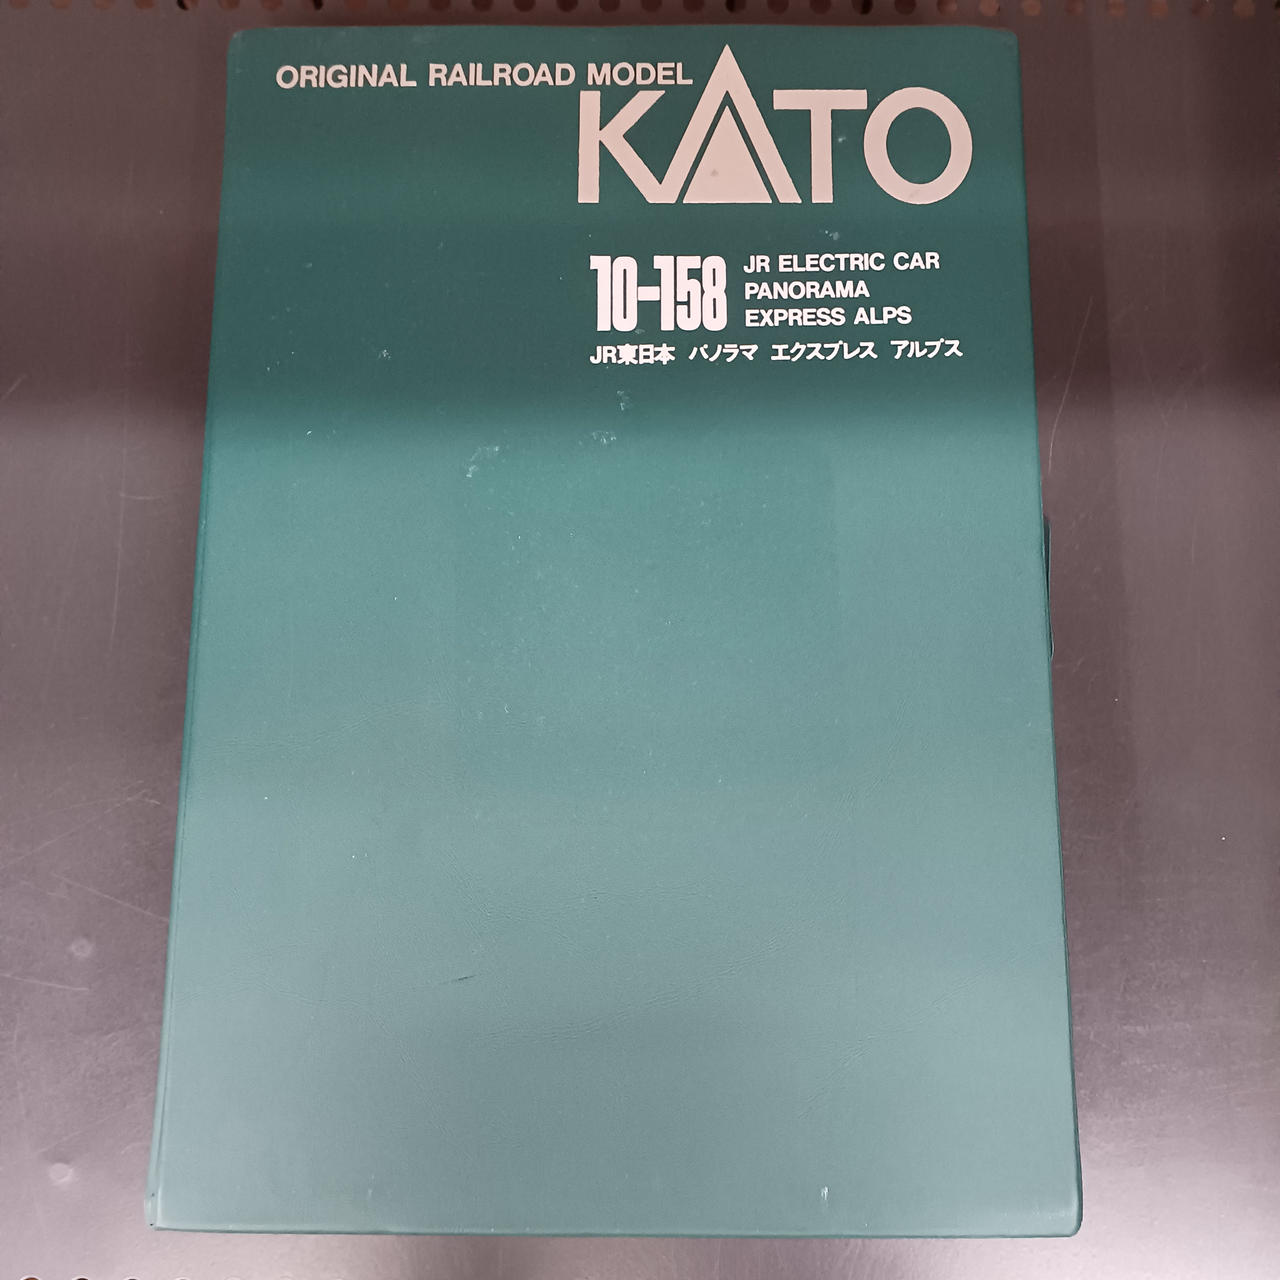 ORIGINAL RAILROAD MODEL
KATO
10-158
JR ELECTRIC CAR
PANORAMA
EXPRESS ALPS
JR東日本 パノラマ エクスプレス アルプス